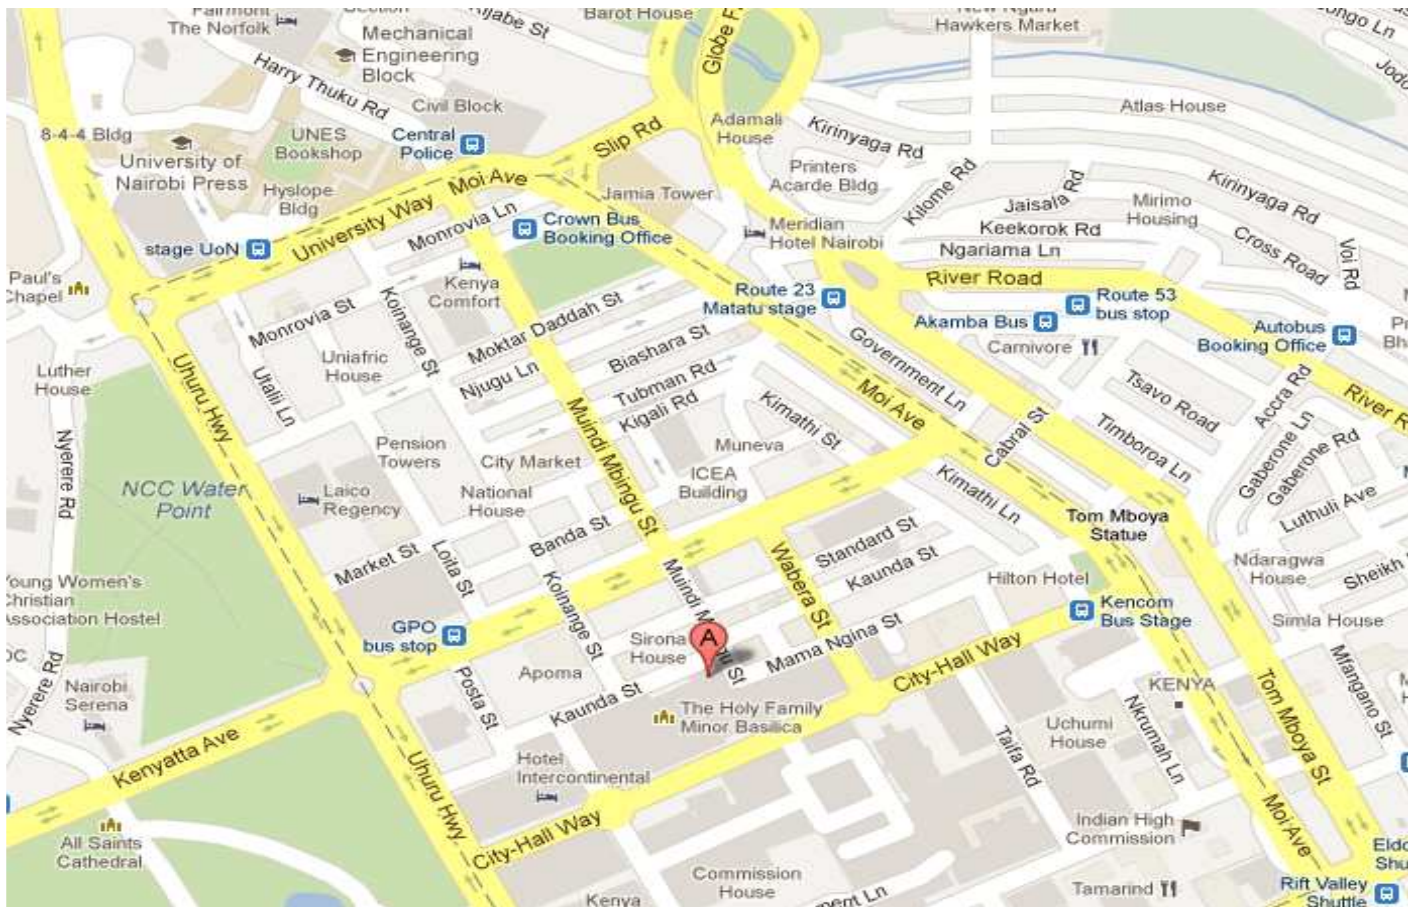 Fairmont
The Norfolk
Section
Kijabe St
Barot House
Globe
New Ngara
Hawkers Market
Mechanical
Engineering
Block
Harry Thuku Rd
Civil Block
Atlas House
8-4-4 Bldg
University of
Nairobi Press
UNES
Bookshop
Central
Police
Slip Rd
Adamali
House
Kirinyaga Rd
Printers
Acarde Bldg
Kilome Rd
Jaisala Rd
Mirimo
Housing
Kirinyaga Rd
Hyslope
Bldg
Moi Ave
Jamia Tower
University Way
Monrovia Ln
Crown Bus
Booking Office
Meridian
Hotel Nairobi
Keekorok Rd
Ngariama Ln
Cross Road
Voi Rd
stage UoN
Paul's
Chapel
Kenya
Comfort
River Road
Route 23
Matatu stage
Route 53
bus stop
Akamba Bus
Carnivore
Autobus
Booking Office
Monrovia St
Koinange St
Moktar Daddah St
Biashara St
Government Ln
Luther
House
Uhuru Hwy
Utalii Ln
Uniafric
House
Njugu Ln
Tubman Rd
Kigali Rd
Kimathi St
Moi Ave
Tsavo Road
Accra Rd
River R
Muindi Mbingu St
Cabral St
Timboroa Ln
Gaberone Ln
Gaberone Rd
Nyerere Rd
Pension
Towers
City Market
Muneva
ICEA
Building
NCC Water
Point
Laico
Regency
National
House
Kimathi Ln
Luthuli Ave
Banda St
Market St
Loita St
Koinange St
Tom Mboya
Statue
Standard St
Kaunda St
Wabera St
Ndaragwa
House
Sheikh
Young Women's
Christian
Association Hostel
Hilton Hotel
Kencom
Bus Stage
Simla House
GPO
bus stop
Sirona
House
A
Mama Ngina St
City-Hall Way
Mfangano St
Nyerere Rd
Nairobi
Serena
Posta St
Apoma
Kaunda St
The Holy Family
Minor Basilica
KENYA
Nkrumah Ln
Tom Mboya St
Uchumi
House
Taifa Rd
Kenyatta Ave
Uhuru Hwy
Hotel
Intercontinental
City-Hall Way
Moi Ave
All Saints
Cathedral
Indian High
Commission
Commission
House
Tamarind
Rift Valley
Shuttle
Kenya